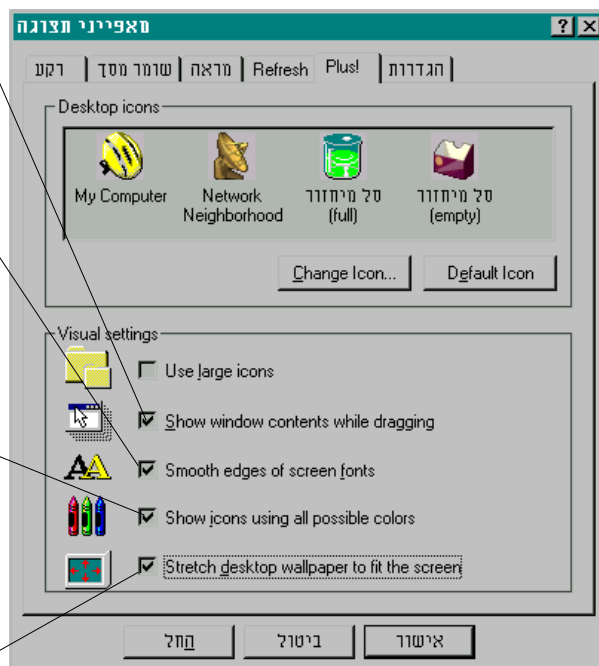 מאפייני תצוגה
רקע
שומר מסך
מראה
Refresh
Plus!
הגדרות
Desktop icons
My Computer
Network
Neighborhood
סל מיחזור
(full)
סל מיחזור
(empty)
Change Icon...
Default Icon
Visual settings
Use large icons
Show window contents while dragging
Smooth edges of screen fonts
Show icons using all possible colors
Stretch desktop wallpaper to fit the screen
החל
ביטול
אישור